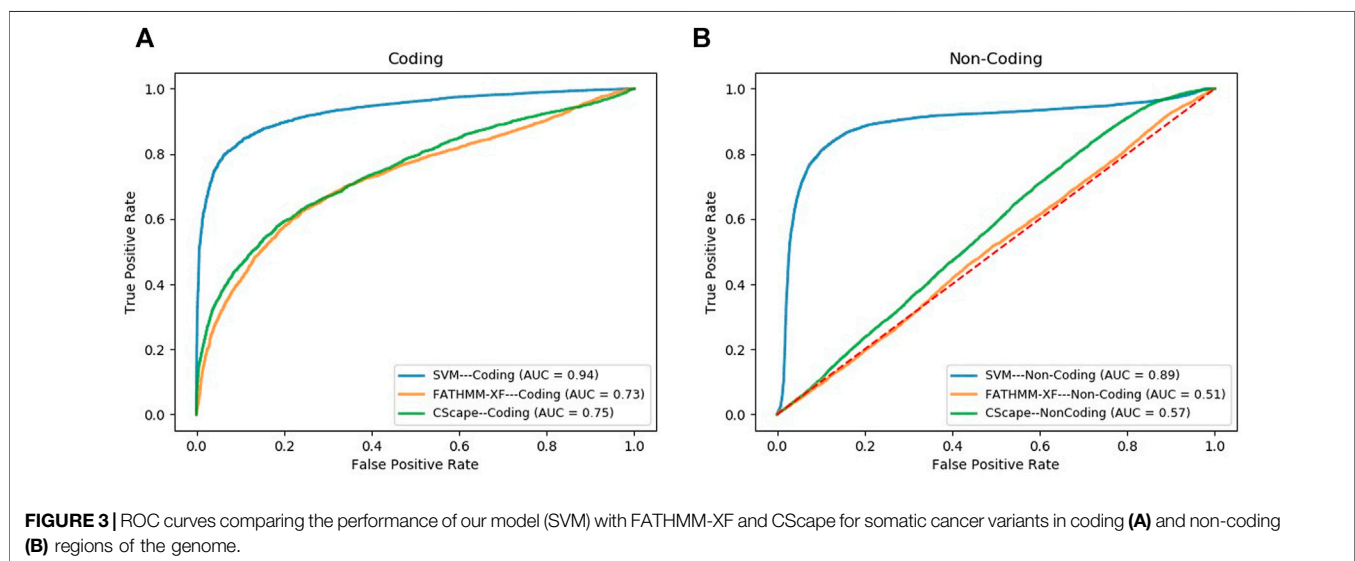 A
Coding
True Positive Rate
1.0
0.8
0.6
0.4
0.2
0.0
SVM---Coding (AUC = 0.94)
FATHMM-XF---Coding (AUC = 0.73)
CScape--Coding (AUC = 0.75)
0.0 0.2 0.4 0.6 0.8 1.0
False Positive Rate
B
Non-Coding
True Positive Rate
1.0
0.8
0.6
0.4
0.2
0.0
SVM---Non-Coding (AUC = 0.89)
FATHMM-XF---Non-Coding (AUC = 0.51)
CScape--NonCoding (AUC = 0.57)
0.0 0.2 0.4 0.6 0.8 1.0
False Positive Rate
FIGURE 3 | ROC curves comparing the performance of our model (SVM) with FATHMM-XF and CScape for somatic cancer variants in coding (A) and non-coding
(B) regions of the genome.